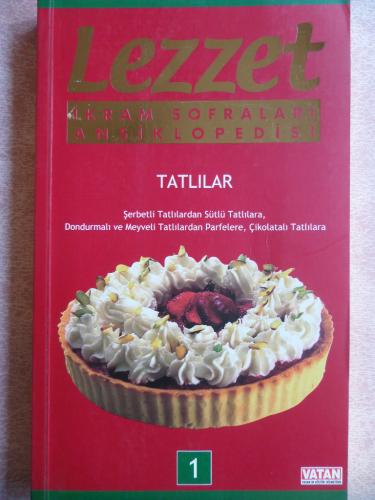 Lezzet
İKRAM SOFRALARI
ANSİKLOPEDİSİ
TATLILAR
Şerbetli Tatlılardan Sütlü Tatlılara,
Dondurmalı ve Meyveli Tatlılardan Parfelere, Çikolatalı Tatlılara
1
VATAN